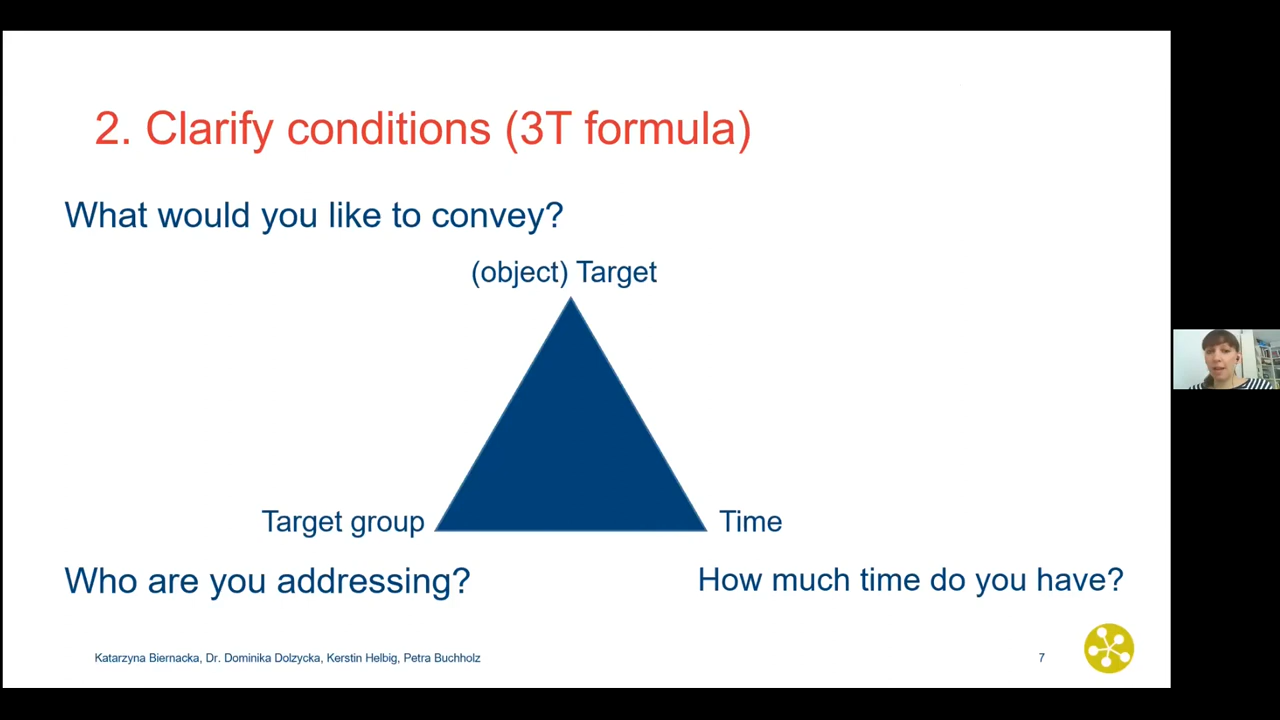 2. Clarify conditions (3T formula)
What would you like to convey?
(object) Target
Target group
Time
Who are you addressing?
How much time do you have?
Katarzyna Biernacka, Dr. Dominika Dolzycka, Kerstin Helbig, Petra Buchholz
7